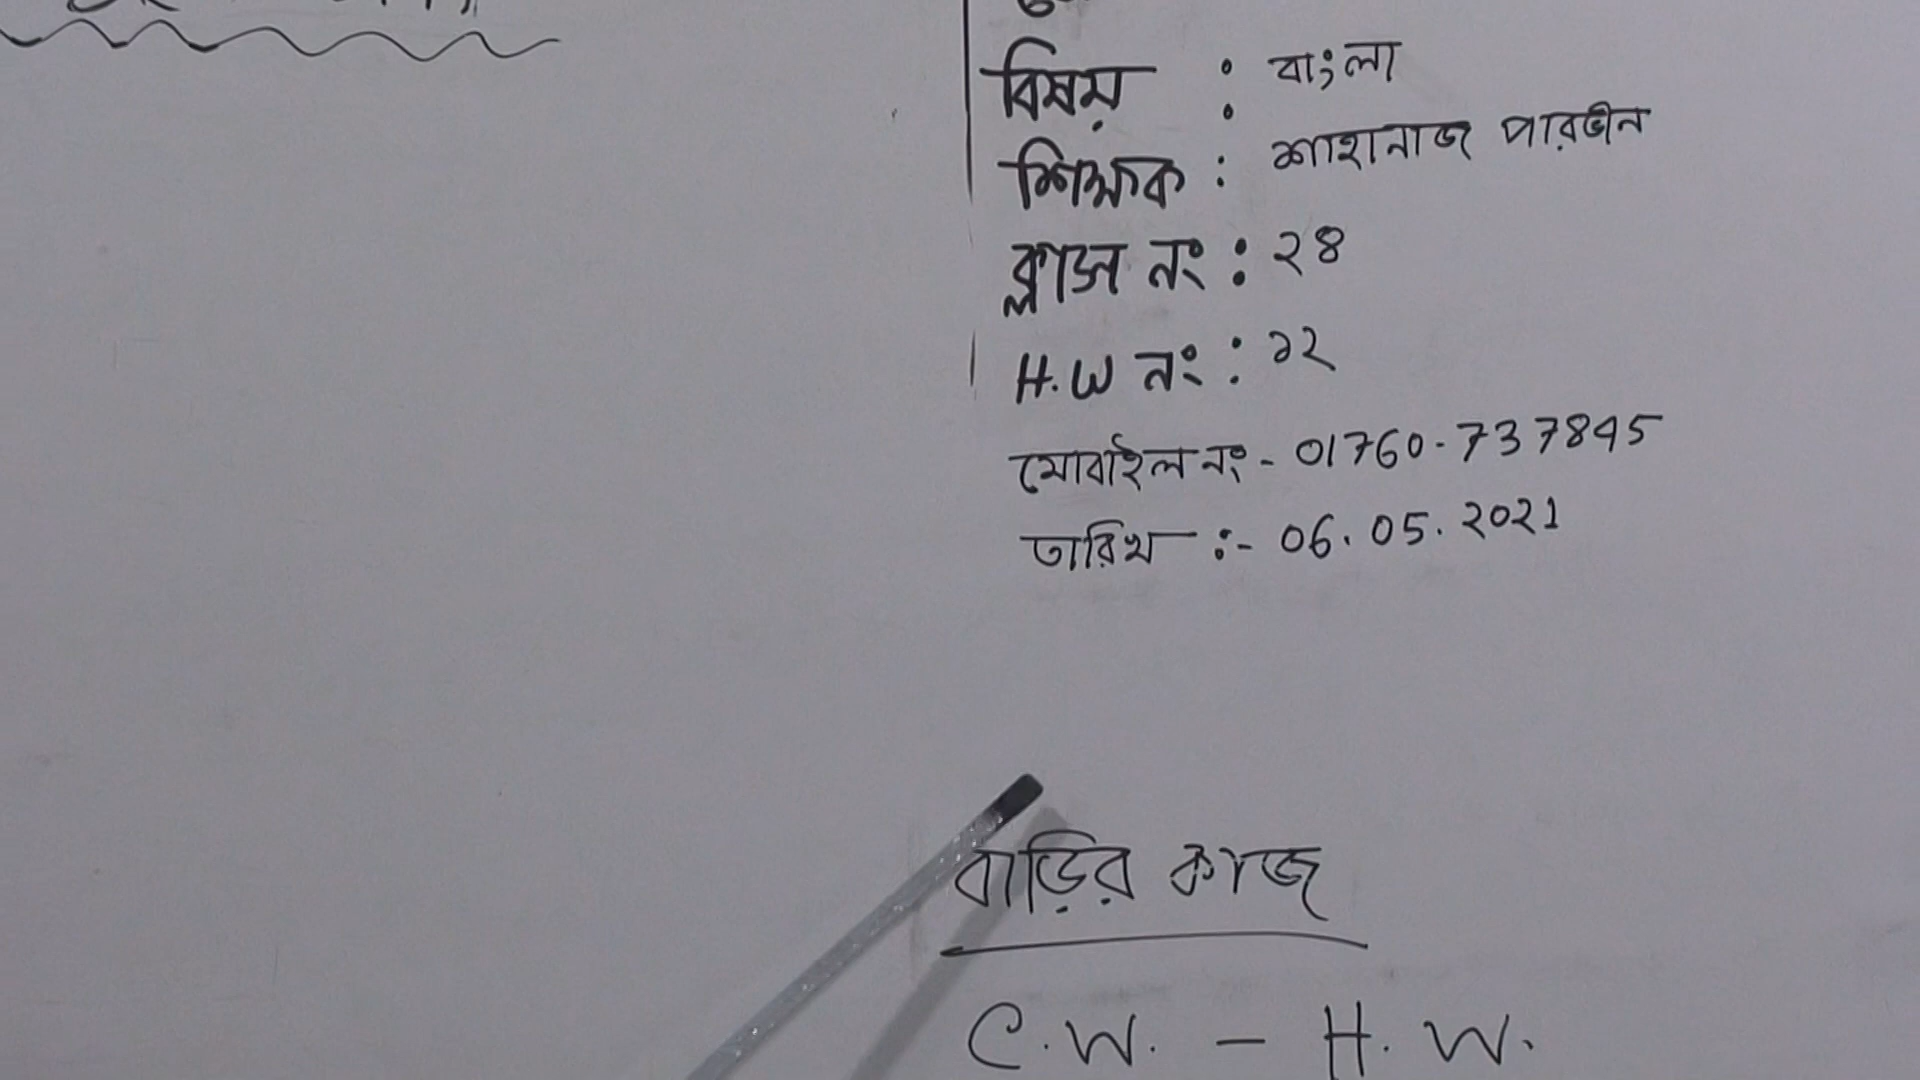 বিষয় : বাংলা
শিক্ষক : শাহানাজ পারভীন
ক্লাস নং : ২৪
H.W নং : ১২
মোবাইল নং - 01760-737845
তারিখ :- 06.05.2021
বাড়ির কাজ
C.W. - H.W.